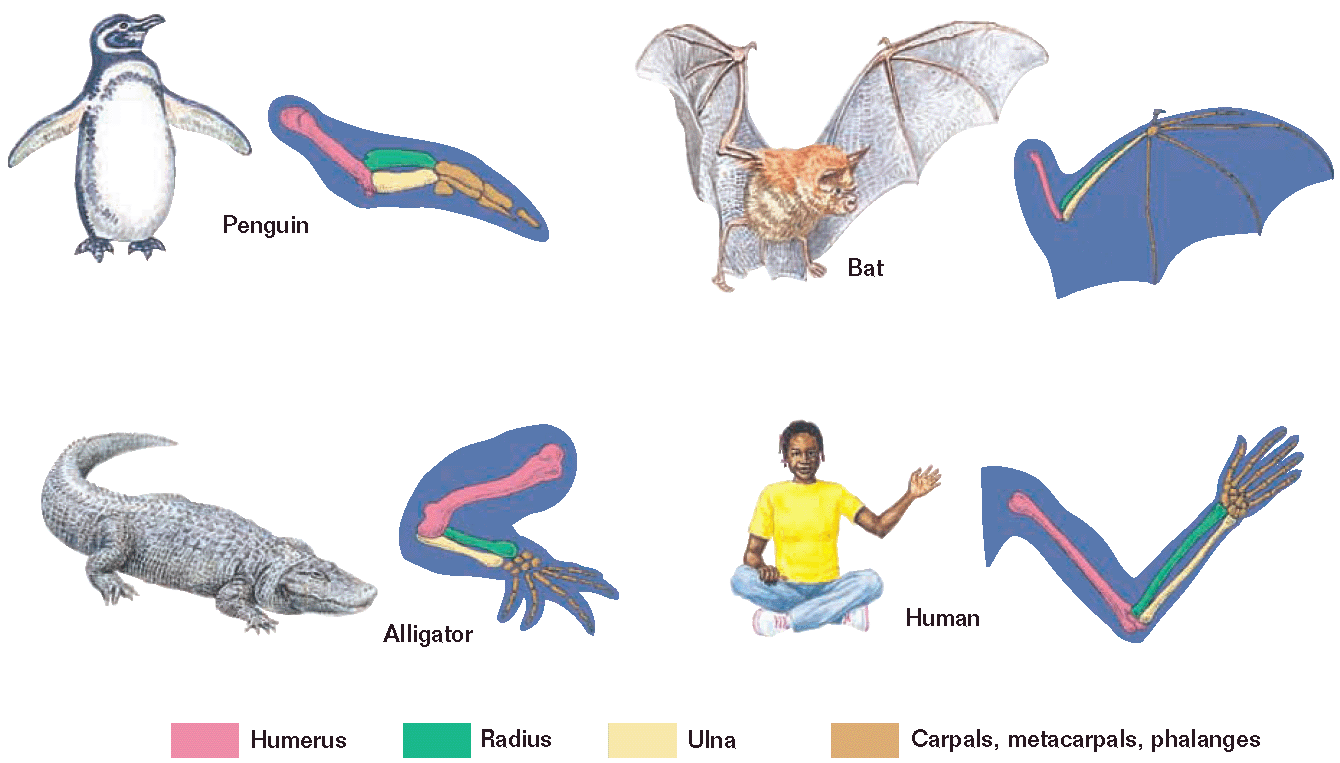 Penguin
Bat
Alligator
Human
Humerus
Radius
Ulna
Carpals, metacarpals, phalanges